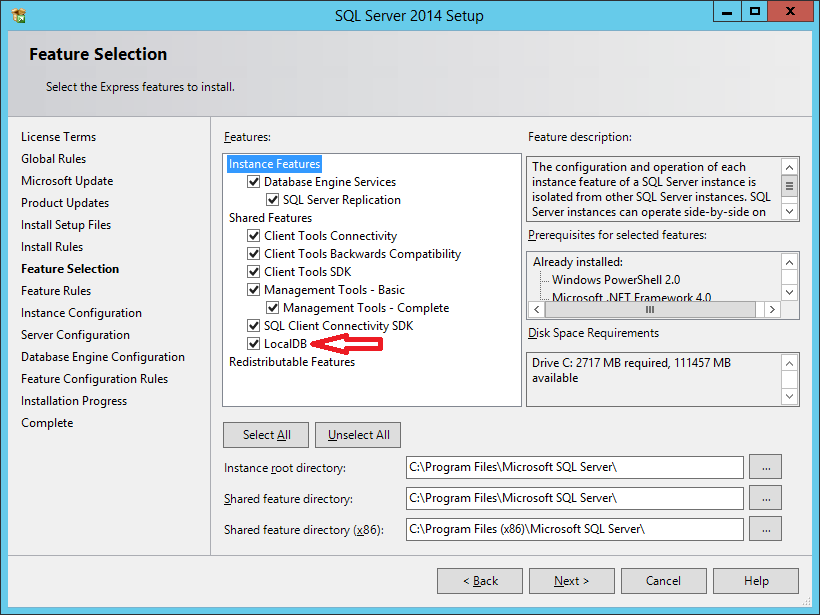 SQL Server 2014 Setup
Feature Selection
Select the Express features to install.
License Terms
Global Rules
Microsoft Update
Product Updates
Install Setup Files
Install Rules
Feature Selection
Feature Rules
Instance Configuration
Server Configuration
Database Engine Configuration
Feature Configuration Rules
Installation Progress
Complete
Features:
Instance Features
Database Engine Services
SQL Server Replication
Shared Features
Client Tools Connectivity
Client Tools Backwards Compatibility
Client Tools SDK
Management Tools - Basic
Management Tools - Complete
SQL Client Connectivity SDK
LocalDB
Redistributable Features
Feature description:
The configuration and operation of each
instance feature of a SQL Server instance is
isolated from other SQL Server instances. SQL
Server instances can operate side-by-side on
Prerequisites for selected features:
Already installed:
Windows PowerShell 2.0
Microsoft .NET Framework 4.0
Disk Space Requirements
Drive C: 2717 MB required, 111457 MB
available
Select All
Unselect All
Instance root directory:
C:\Program Files\Microsoft SQL Server\
...
Shared feature directory:
C:\Program Files\Microsoft SQL Server\
...
Shared feature directory (x86):
C:\Program Files (x86)\Microsoft SQL Server\
...
< Back
Next >
Cancel
Help